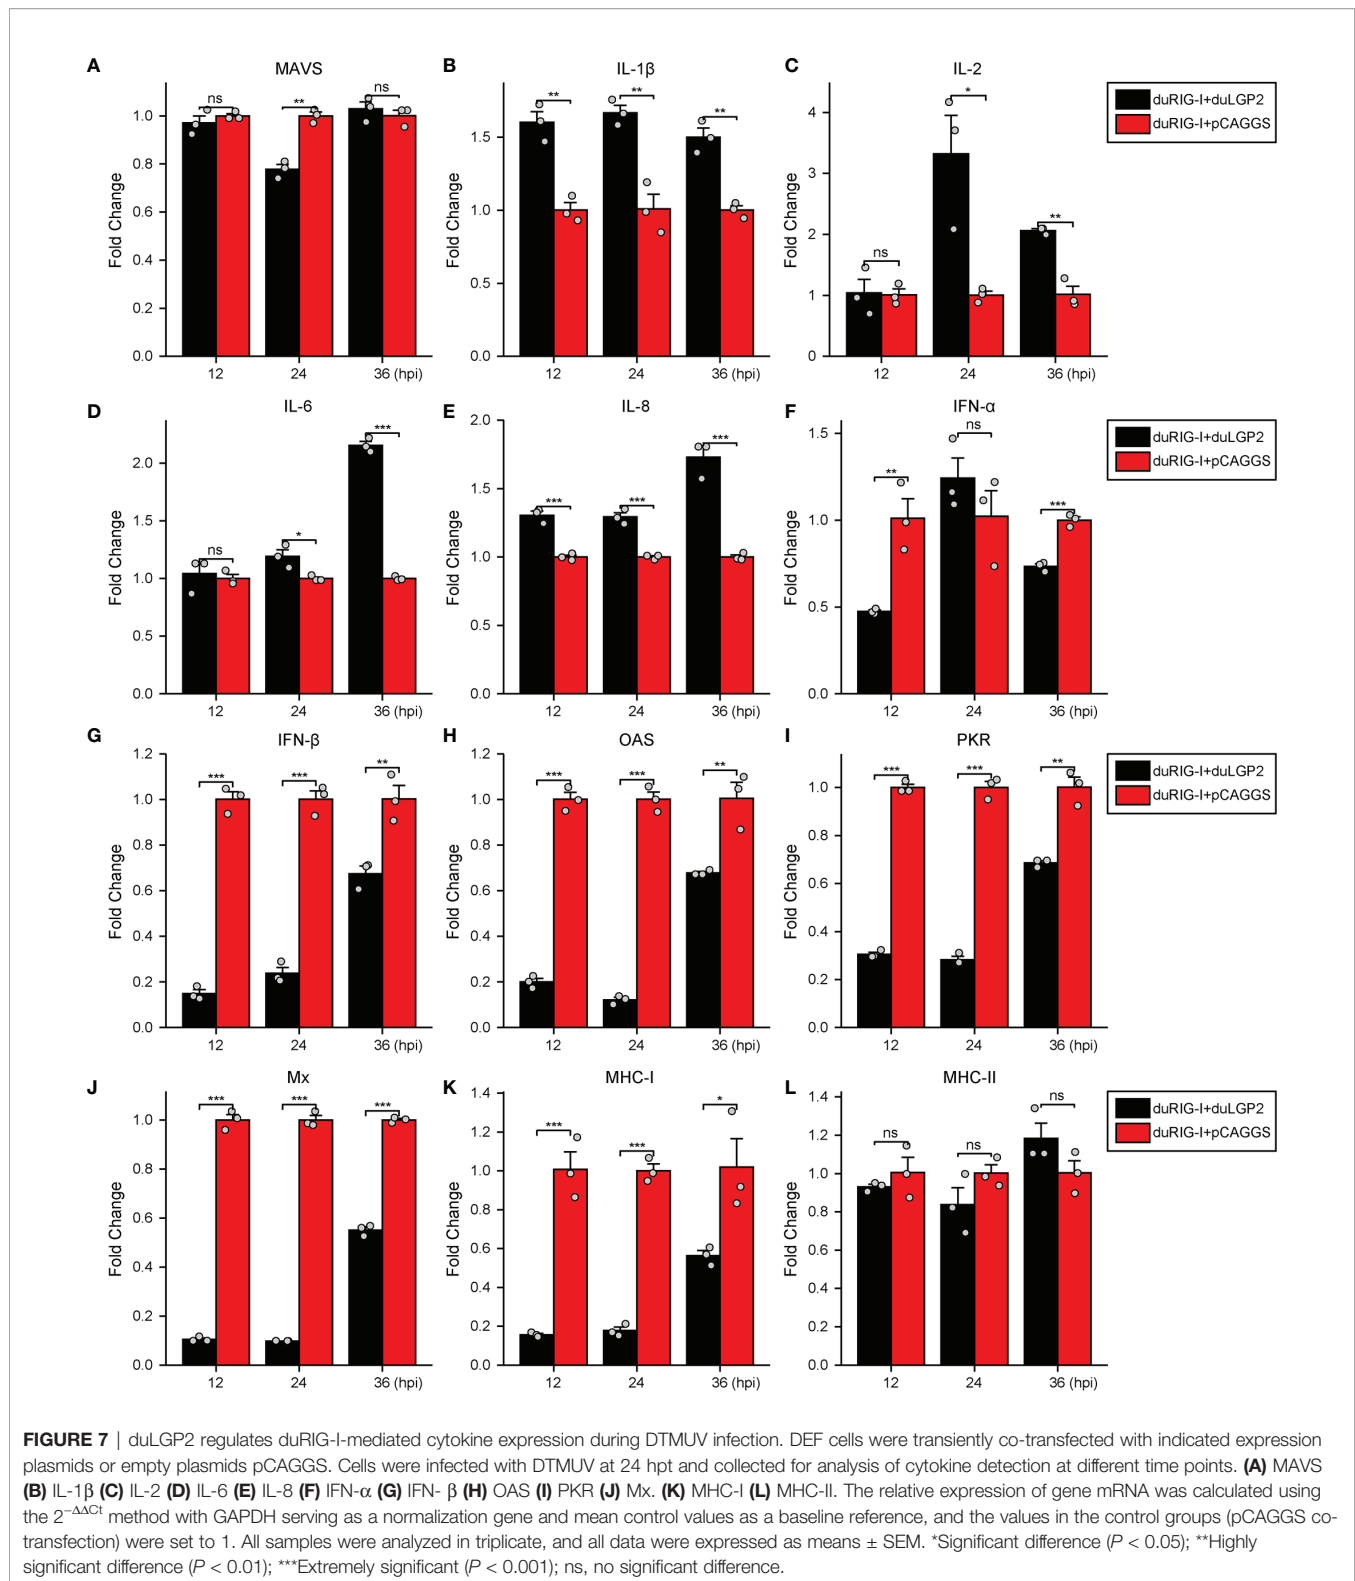 A
MAVS
Fold Change
1.0
0.8
0.6
0.4
0.2
0.0
ns
**
ns
12
24
36 (hpi)
B
IL-1β
Fold Change
1.5
1.0
0.5
0.0
**
**
**
12
24
36 (hpi)
C
IL-2
Fold Change
4
3
2
1
0
ns
*
**
12
24
36 (hpi)
duRIG-I+duLGP2
duRIG-I+pCAGGS
D
IL-6
Fold Change
2.0
1.5
1.0
0.5
0.0
ns
*
***
12
24
36 (hpi)
E
IL-8
Fold Change
2.0
1.5
1.0
0.5
0.0
***
***
***
12
24
36 (hpi)
F
IFN-α
Fold Change
1.5
1.0
0.5
0.0
**
ns
***
12
24
36 (hpi)
duRIG-I+duLGP2
duRIG-I+pCAGGS
G
IFN-β
Fold Change
1.2
1.0
0.8
0.6
0.4
0.2
0.0
***
***
**
12
24
36 (hpi)
H
OAS
Fold Change
1.2
1.0
0.8
0.6
0.4
0.2
0.0
***
***
**
12
24
36 (hpi)
I
PKR
Fold Change
1.0
0.8
0.6
0.4
0.2
0.0
***
***
**
12
24
36 (hpi)
duRIG-I+duLGP2
duRIG-I+pCAGGS
J
Mx
Fold Change
1.0
0.8
0.6
0.4
0.2
0.0
***
***
***
12
24
36 (hpi)
K
MHC-I
Fold Change
1.4
1.2
1.0
0.8
0.6
0.4
0.2
0.0
***
***
*
12
24
36 (hpi)
L
MHC-II
Fold Change
1.4
1.2
1.0
0.8
0.6
0.4
0.2
0.0
ns
ns
ns
12
24
36 (hpi)
duRIG-I+duLGP2
duRIG-I+pCAGGS
FIGURE 7 | duLGP2 regulates duRIG-I-mediated cytokine expression during DTMUV infection. DEF cells were transiently co-transfected with indicated expression
plasmids or empty plasmids pCAGGS. Cells were infected with DTMUV at 24 hpt and collected for analysis of cytokine detection at different time points. (A) MAVS
(B) IL-1β (C) IL-2 (D) IL-6 (E) IL-8 (F) IFN-α (G) IFN- β (H) OAS (I) PKR (J) Mx. (K) MHC-I (L) MHC-II. The relative expression of gene mRNA was calculated using
the 2−ΔΔCt method with GAPDH serving as a normalization gene and mean control values as a baseline reference, and the values in the control groups (pCAGGS co-
transfection) were set to 1. All samples were analyzed in triplicate, and all data were expressed as means ± SEM. *Significant difference (P < 0.05); **Highly
significant difference (P < 0.01); ***Extremely significant (P < 0.001); ns, no significant difference.